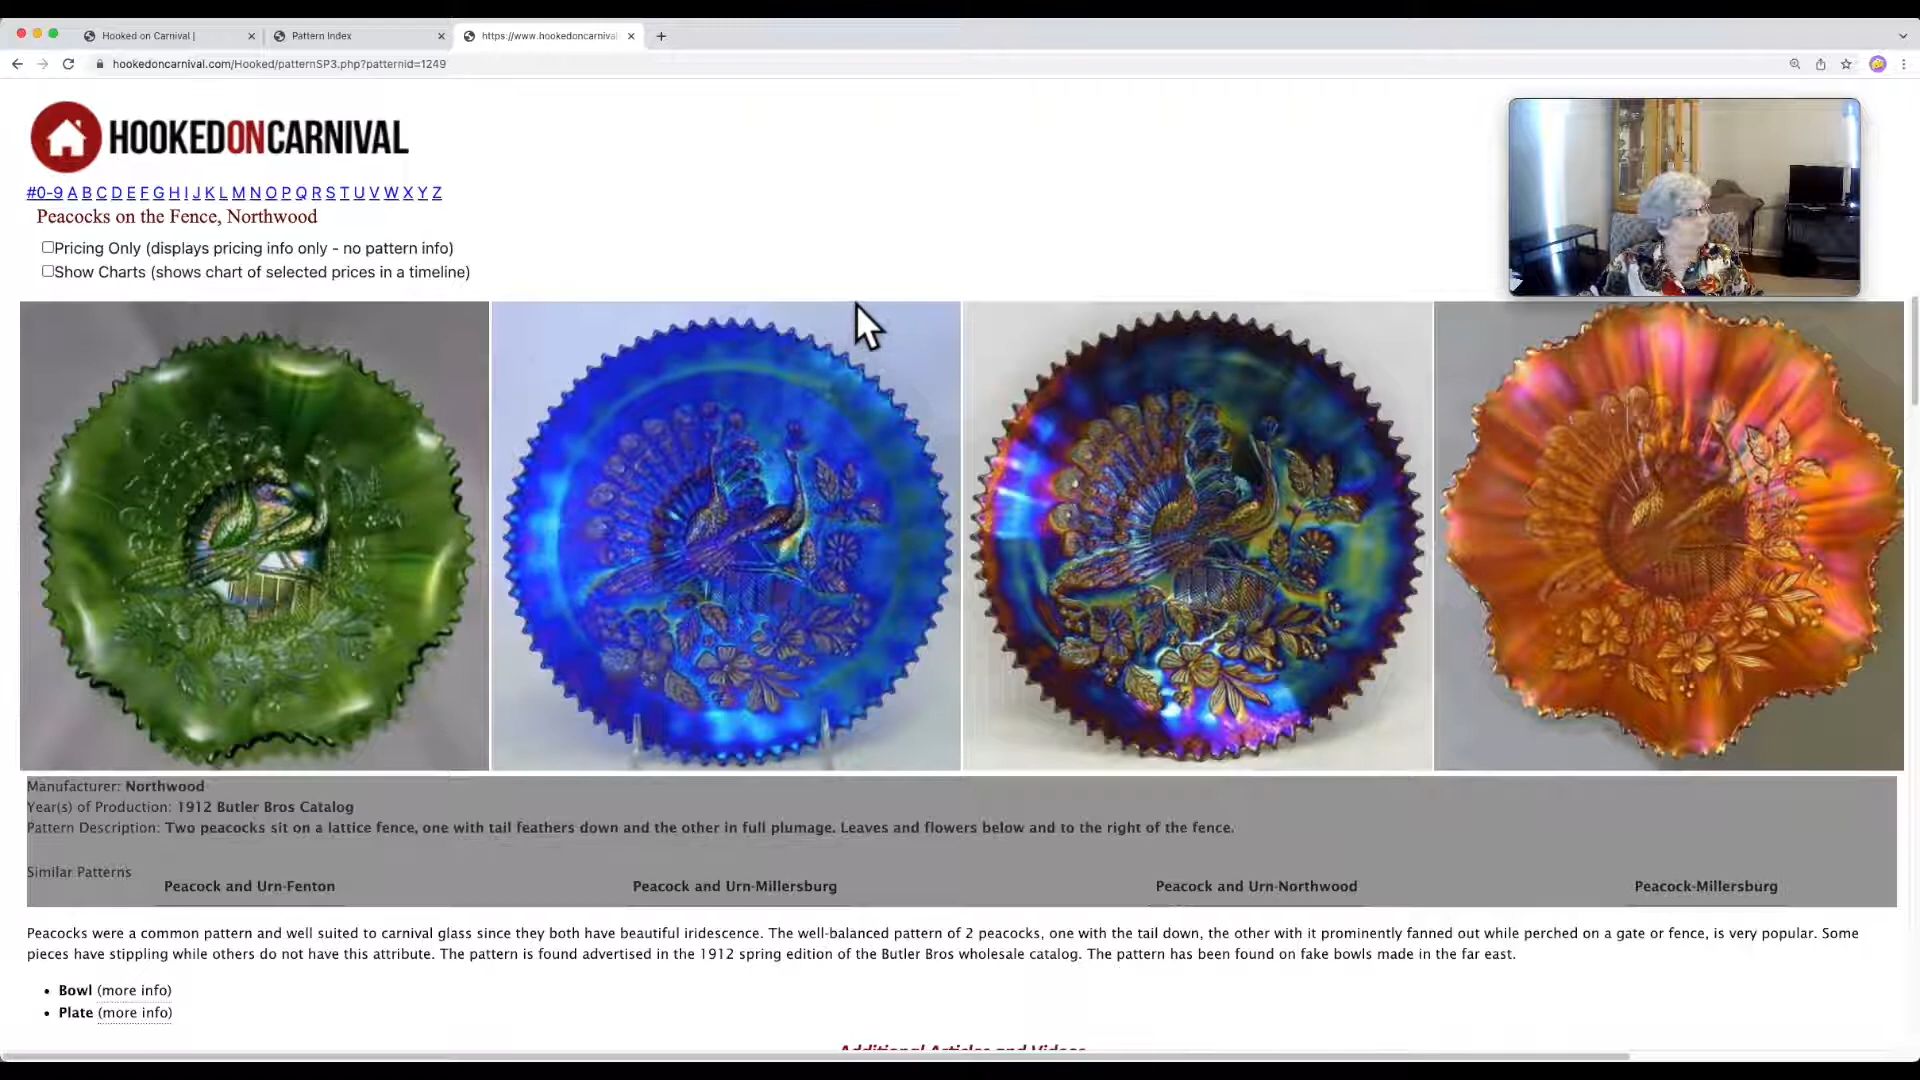 Hooked on Carnival |
Pattern Index
https://www.hookedoncarnival
hookedoncarnival.com/Hooked/patternSP3.php?patternid=1249
HOOKEDONCARNIVAL
#0-9 A B C D E F G H I J K L M N O P Q R S T U V W X Y Z
Peacocks on the Fence, Northwood
Pricing Only (displays pricing info only - no pattern info)
Show Charts (shows chart of selected prices in a timeline)
Manufacturer: Northwood
Year(s) of Production: 1912 Butler Bros Catalog
Pattern Description: Two peacocks sit on a lattice fence, one with tail feathers down and the other in full plumage. Leaves and flowers below and to the right of the fence.
Similar Patterns
Peacock and Urn-Fenton Peacock and Urn-Millersburg Peacock and Urn-Northwood Peacock-Millersburg
Peacocks were a common pattern and well suited to carnival glass since they both have beautiful iridescence. The well-balanced pattern of 2 peacocks, one with the tail down, the other with it prominently fanned out while perched on a gate or fence, is very popular. Some
pieces have stippling while others do not have this attribute. The pattern is found advertised in the 1912 spring edition of the Butler Bros wholesale catalog. The pattern has been found on fake bowls made in the far east.
• Bowl (more info)
• Plate (more info)
Additional Articles and Videos